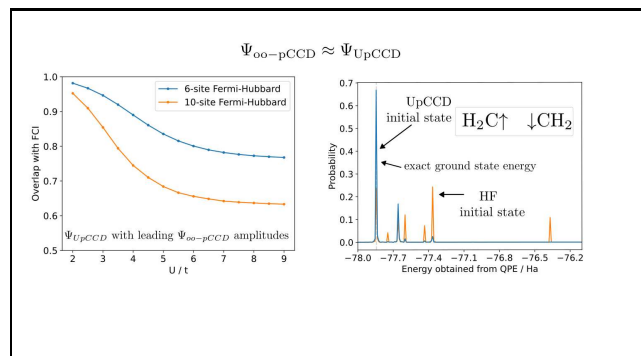 Ψoo−pCCD ≈ ΨUpCCD
Overlap with FCI
1.0
0.9
0.8
0.7
0.6
0.5
6-site Fermi-Hubbard
10-site Fermi-Hubbard
ΨUpCCD with leading Ψoo−pCCD amplitudes
2 3 4 5 6 7 8 9
U / t
Probability
0.7
0.6
0.5
0.4
0.3
0.2
0.1
0.0
UpCCD
initial state
H2C↑ ↓CH2
exact ground state energy
HF
initial state
−78.0 −77.7 −77.4 −77.1 −76.8 −76.5 −76.2
Energy obtained from QPE / Ha